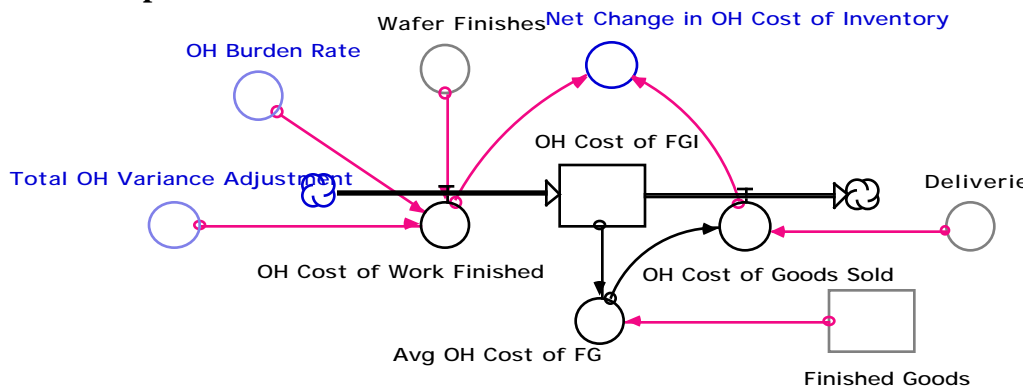 Wafer Finishes
Net Change in OH Cost of Inventory
OH Burden Rate
OH Cost of FGI
Total OH Variance Adjustment
Deliverie
OH Cost of Work Finished
OH Cost of Goods Sold
Avg OH Cost of FG
Finished Goods